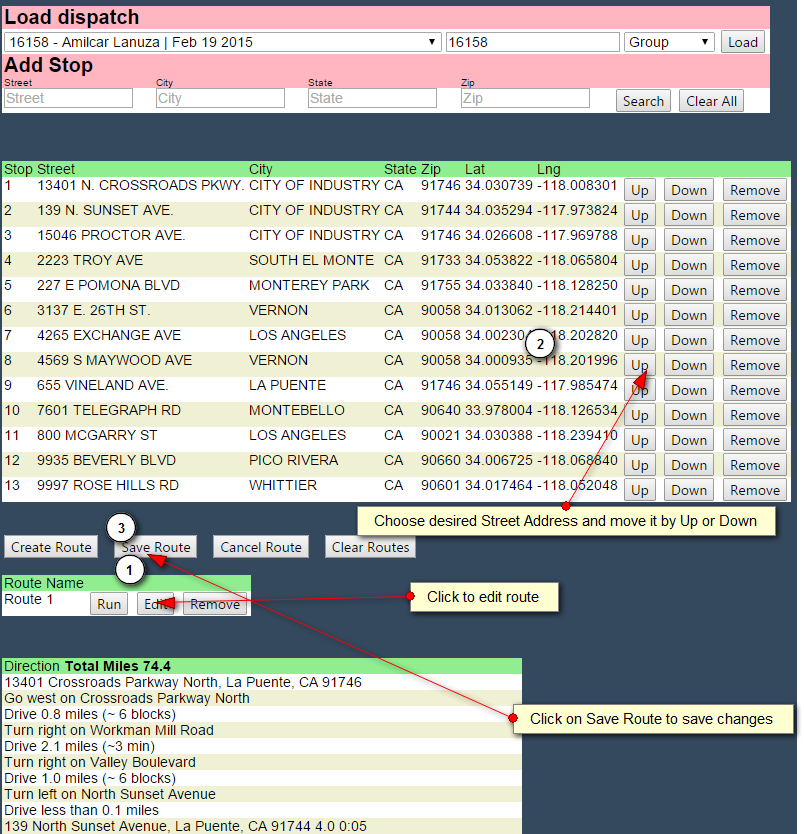 Load dispatch
16158 - Amilcar Lanuza | Feb 19 2015 16158 Group Load
Add Stop
Street City State Zip
Street City State Zip Search Clear All
Stop Street City State Zip Lat Lng
1 13401 N. CROSSROADS PKWY. CITY OF INDUSTRY CA 91746 34.030739 -118.008301 Up Down Remove
2 139 N. SUNSET AVE. CITY OF INDUSTRY CA 91744 34.035294 -117.973824 Up Down Remove
3 15046 PROCTOR AVE. CITY OF INDUSTRY CA 91746 34.026608 -117.969788 Up Down Remove
4 2223 TROY AVE SOUTH EL MONTE CA 91733 34.053822 -118.065804 Up Down Remove
5 227 E POMONA BLVD MONTEREY PARK CA 91755 34.033840 -118.128250 Up Down Remove
6 3137 E. 26TH ST. VERNON CA 90058 34.013062 -118.214401 Up Down Remove
7 4265 EXCHANGE AVE LOS ANGELES CA 90058 2 Up Down Remove
8 4569 S MAYWOOD AVE VERNON CA 90058 34.000935 -118.201996 Up Down Remove
9 655 VINELAND AVE. LA PUENTE CA 91746 34.055149 -117.985474 Up Down Remove
10 7601 TELEGRAPH RD MONTEBELLO CA 90640 33.978004 -118.126534 Up Down Remove
11 800 MCGARRY ST LOS ANGELES CA 90021 34.030388 -118.239410 Up Down Remove
12 9935 BEVERLY BLVD PICO RIVERA CA 90660 34.006725 -118.068840 Up Down Remove
13 9997 ROSE HILLS RD WHITTIER CA 90601 34.017464 -118.052048 Up Down Remove
Choose desired Street Address and move it by Up or Down
3
Create Route Save Route Cancel Route Clear Routes
1
Route Name
Route 1 Run Edit Remove
Click to edit route
Direction Total Miles 74.4
13401 Crossroads Parkway North, La Puente, CA 91746
Go west on Crossroads Parkway North
Drive 0.8 miles (~ 6 blocks)
Click on Save Route to save changes
Turn right on Workman Mill Road
Drive 2.1 miles (~3 min)
Turn right on Valley Boulevard
Drive 1.0 miles (~ 6 blocks)
Turn left on North Sunset Avenue
Drive less than 0.1 miles
139 North Sunset Avenue, La Puente, CA 91744 4.0 0:05